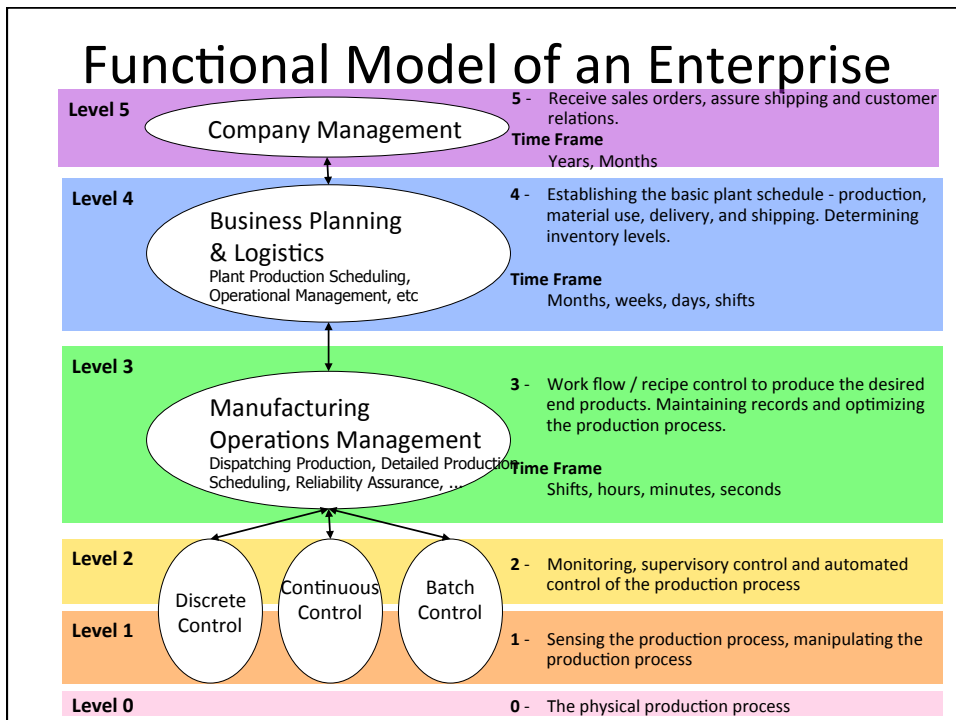 Functional Model of an Enterprise
Level 5
Company Management
5 - Receive sales orders, assure shipping and customer
relations.
Time Frame
Years, Months
Level 4
Business Planning
& Logistics
Plant Production Scheduling,
Operational Management, etc
4 - Establishing the basic plant schedule - production,
material use, delivery, and shipping. Determining
inventory levels.
Time Frame
Months, weeks, days, shifts
Level 3
Manufacturing
Operations Management
Dispatching Production, Detailed Production
Scheduling, Reliability Assurance, ...
3 - Work flow / recipe control to produce the desired
end products. Maintaining records and optimizing
the production process.
Time Frame
Shifts, hours, minutes, seconds
Level 2
Discrete
Control
Continuous
Control
Batch
Control
2 - Monitoring, supervisory control and automated
control of the production process
Level 1
1 - Sensing the production process, manipulating the
production process
Level 0
0 - The physical production process